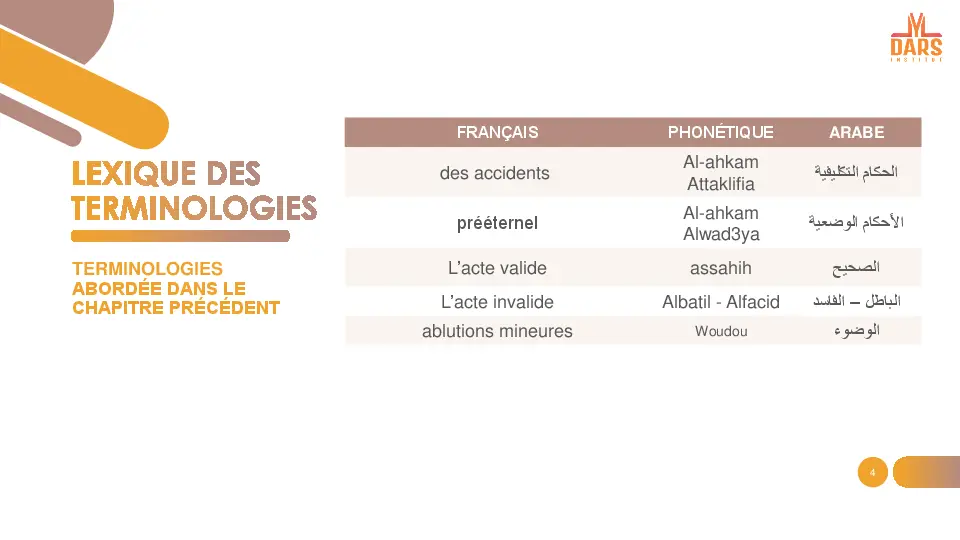 DARS
INSTITUT
LEXIQUE DES
TERMINOLOGIES
TERMINOLOGIES
ABORDÉE DANS LE
CHAPITRE PRÉCÉDENT
FRANÇAIS PHONÉTIQUE ARABE
des accidents Al-ahkam Attaklifia الحكام التكليفية
prééternel Al-ahkam Alwad3ya الأحكام الوضعية
L’acte valide assahih الصحيح
L’acte invalide Albatil - Alfacid الباطل – الفاسد
ablutions mineures Woudou الوضوء
4